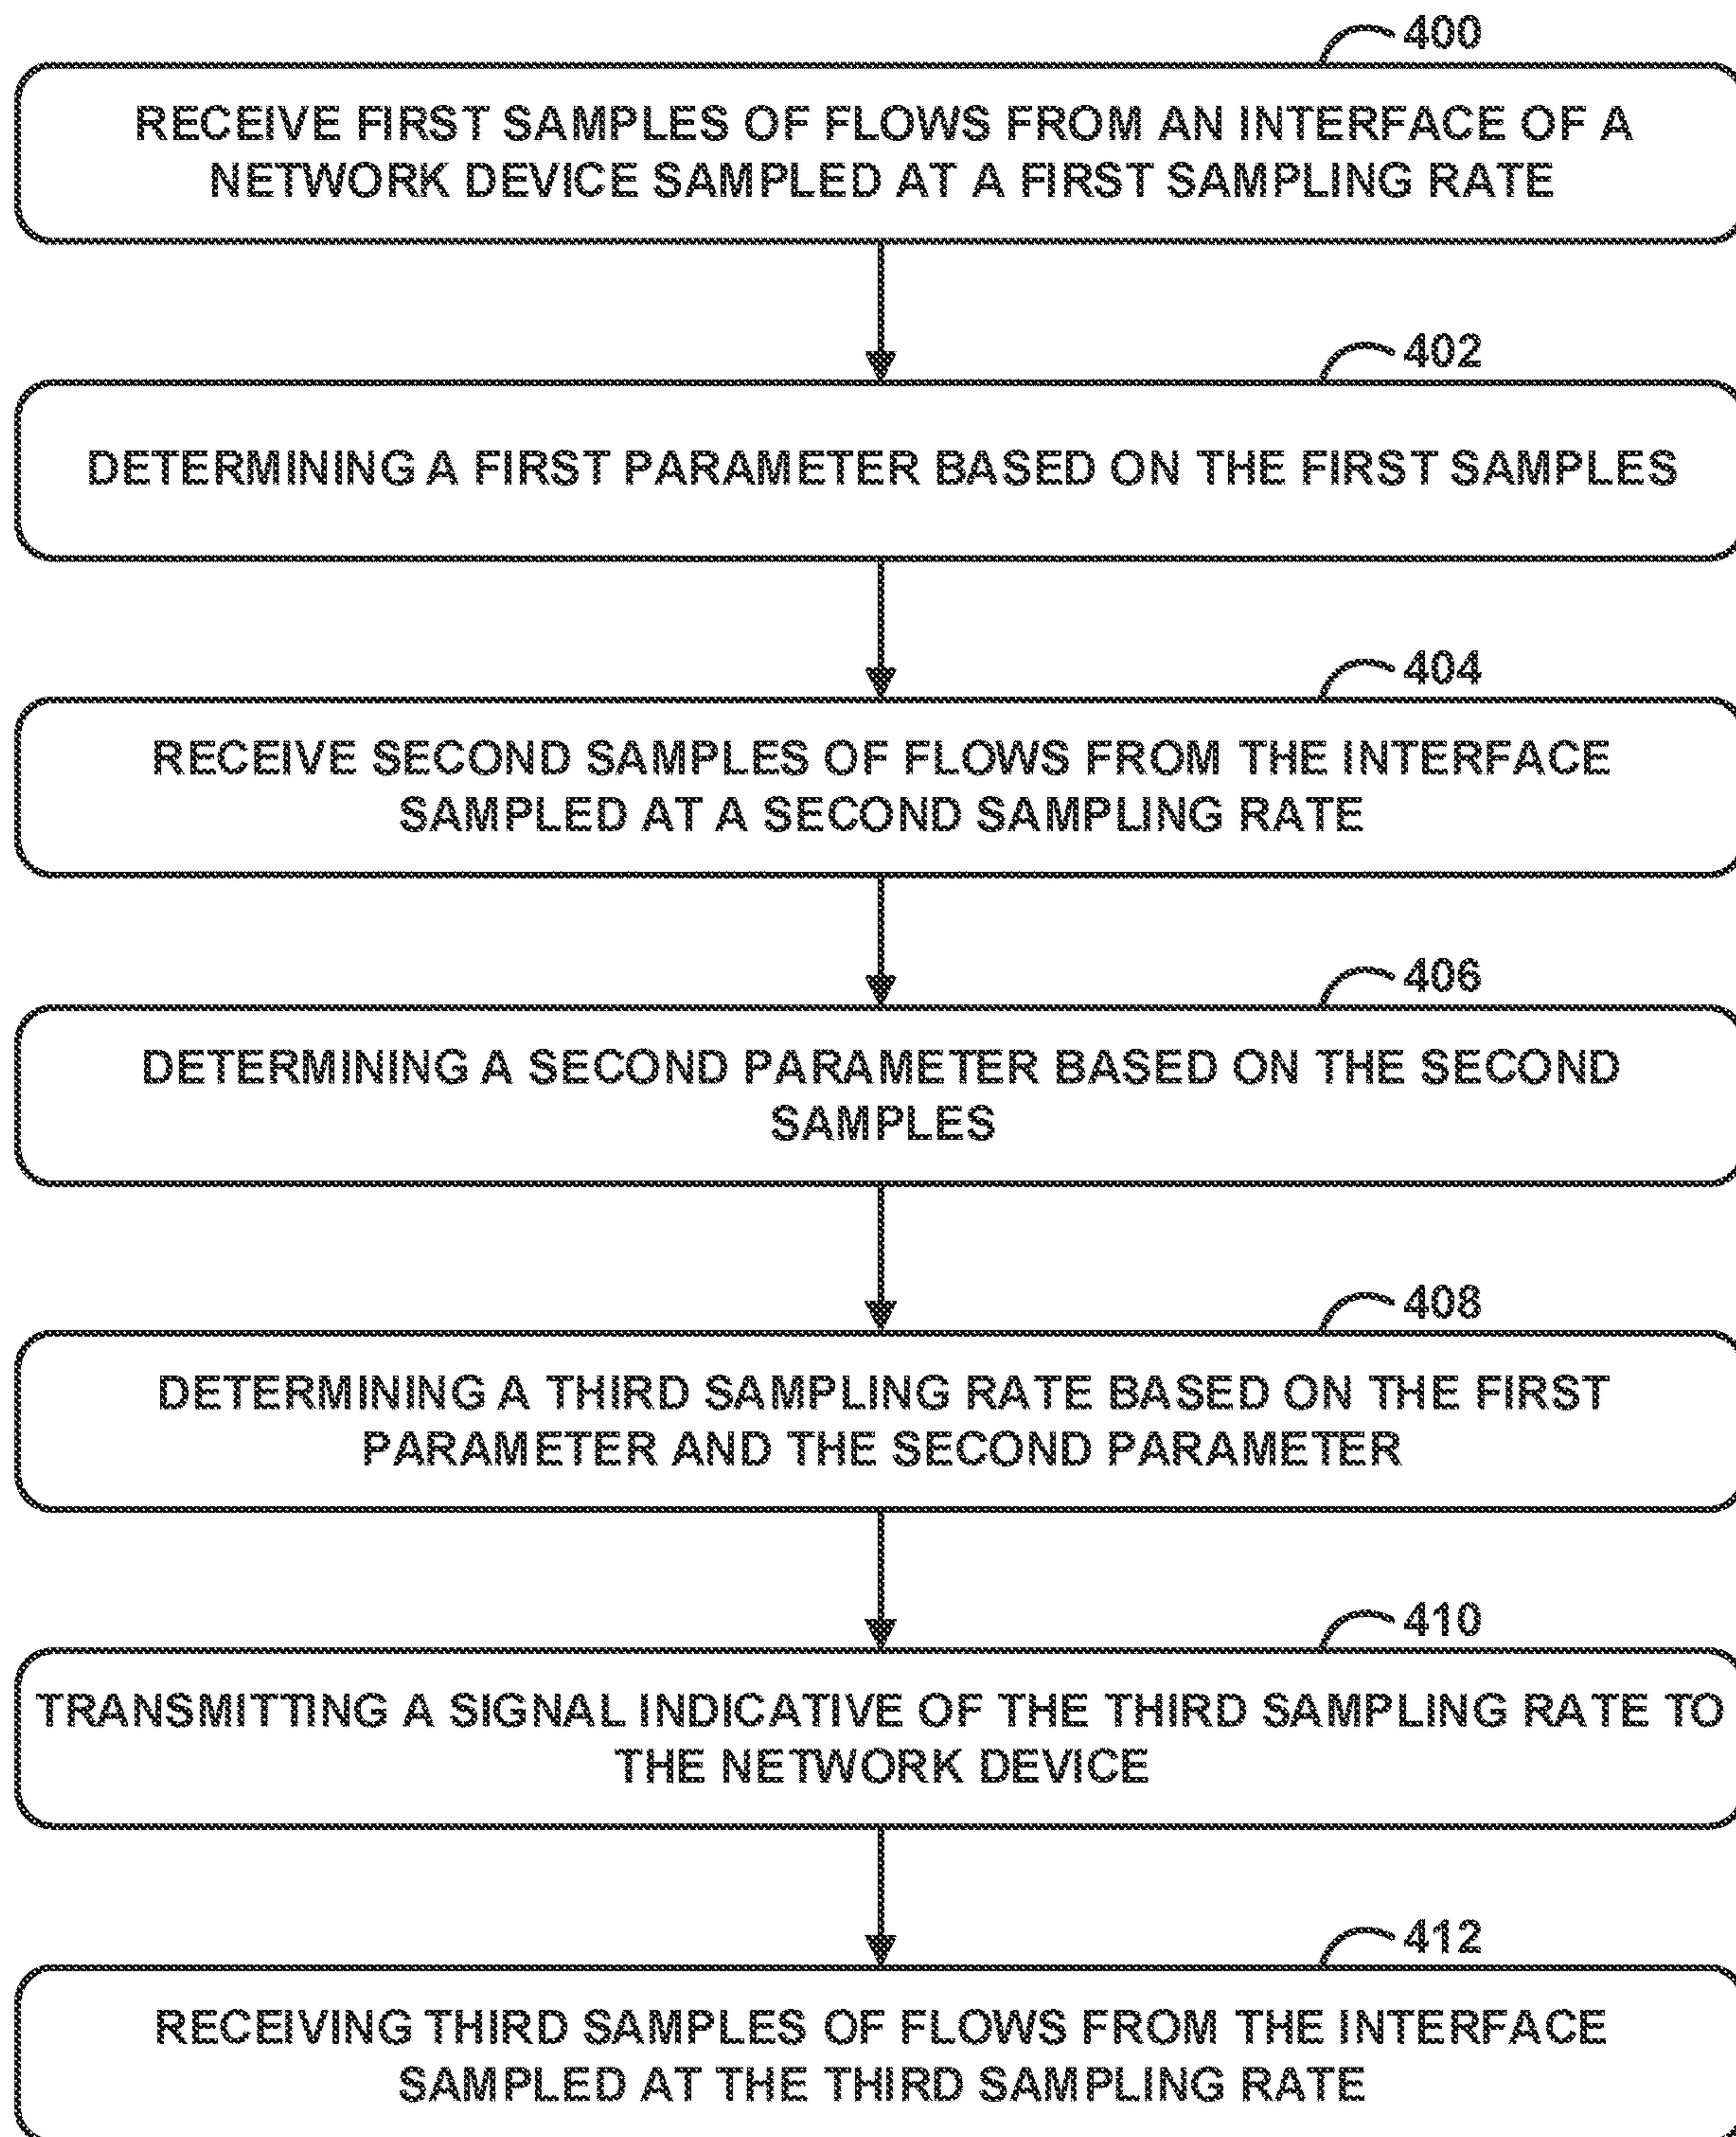 400
RECEIVE FIRST SAMPLES OF FLOWS FROM AN INTERFACE OF A
NETWORK DEVICE SAMPLED AT A FIRST SAMPLING RATE
402
DETERMINING A FIRST PARAMETER BASED ON THE FIRST SAMPLES
404
RECEIVE SECOND SAMPLES OF FLOWS FROM THE INTERFACE
SAMPLED AT A SECOND SAMPLING RATE
406
DETERMINING A SECOND PARAMETER BASED ON THE SECOND
SAMPLES
408
DETERMINING A THIRD SAMPLING RATE BASED ON THE FIRST
PARAMETER AND THE SECOND PARAMETER
410
TRANSMITTING A SIGNAL INDICATIVE OF THE THIRD SAMPLING RATE TO
THE NETWORK DEVICE
412
RECEIVING THIRD SAMPLES OF FLOWS FROM THE INTERFACE
SAMPLED AT THE THIRD SAMPLING RATE